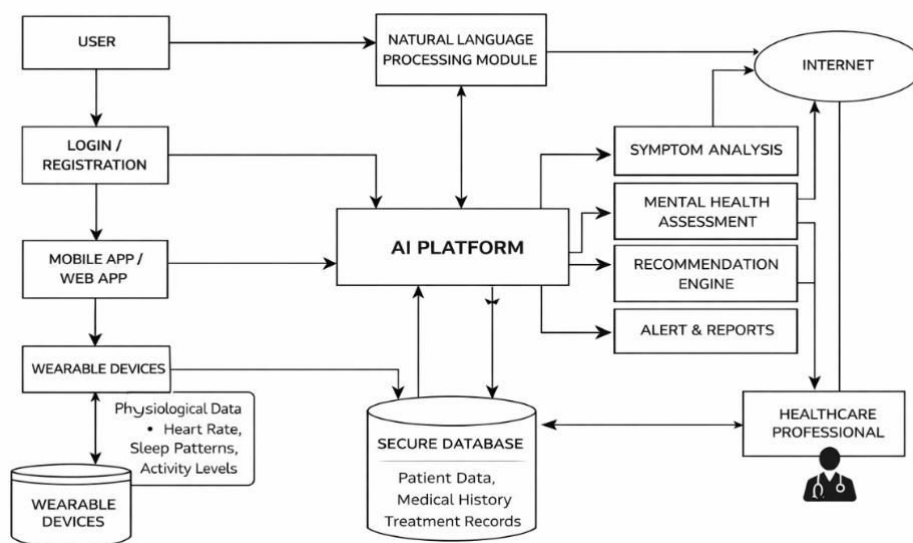 USER
NATURAL LANGUAGE
PROCESSING MODULE
INTERNET
LOGIN /
REGISTRATION
SYMPTOM ANALYSIS
MENTAL HEALTH
ASSESSMENT
AI PLATFORM
MOBILE APP /
WEB APP
RECOMMENDATION
ENGINE
ALERT & REPORTS
WEARABLE DEVICES
Physiological Data
• Heart Rate,
Sleep Patterns,
Activity Levels
SECURE DATABASE
Patient Data,
Medical History
Treatment Records
HEALTHCARE
PROFESSIONAL
WEARABLE
DEVICES